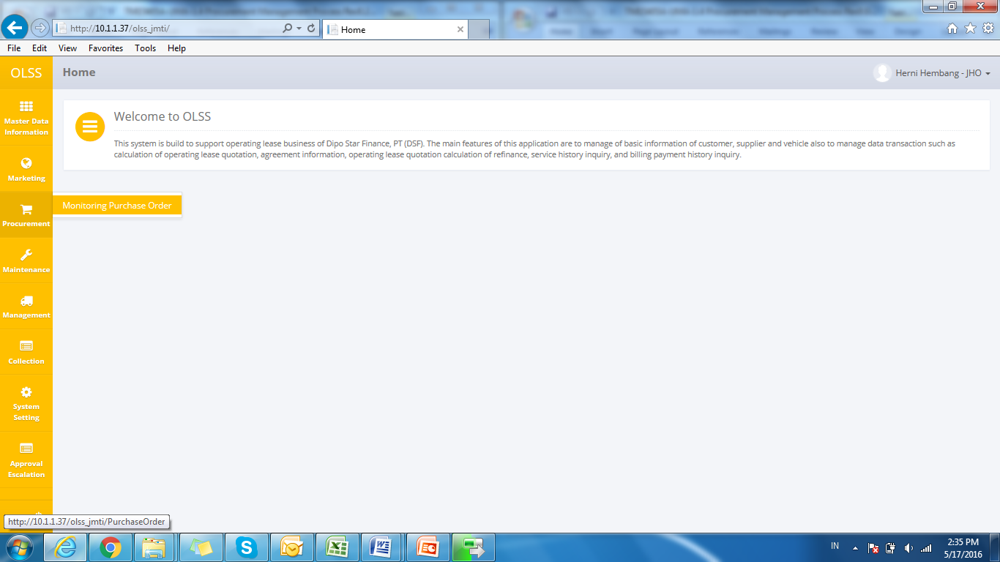 http://10.1.1.37/olss_jmti/
Home
File Edit View Favorites Tools Help
OLSS
Home
Herni Hembang - JHO
Master Data
Information
Marketing
Procurement
Maintenance
Management
Collection
System
Setting
Approval
Escalation
Welcome to OLSS
This system is build to support operating lease business of Dipo Star Finance, PT (DSF). The main features of this application are to manage of basic information of customer, supplier and vehicle also to manage data transaction such as
calculation of operating lease quotation, agreement information, operating lease quotation calculation of refinance, service history inquiry, and billing payment history inquiry.
Monitoring Purchase Order
http://10.1.1.37/olss_jmti/PurchaseOrder
IN
2:35 PM
5/17/2016